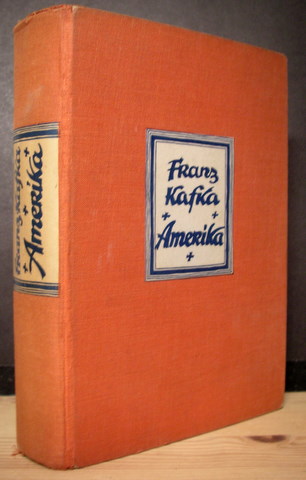 Franz Kafka
+ Amerika +
Franz
Kafka
+ +
Amerika
+